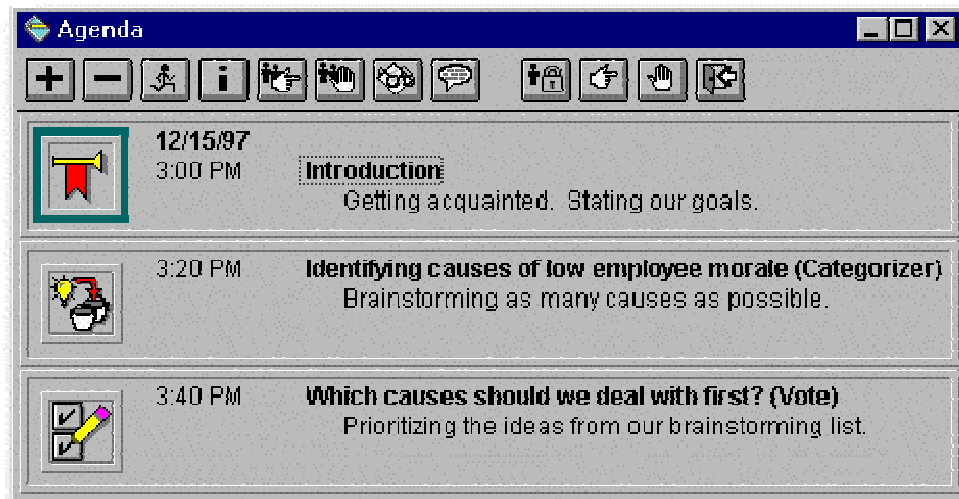 Agenda
12/15/97
3:00 PM Introduction
Getting acquainted. Stating our goals.
3:20 PM Identifying causes of low employee morale (Categorizer)
Brainstorming as many causes as possible.
3:40 PM Which causes should we deal with first? (Vote)
Prioritizing the ideas from our brainstorming list.